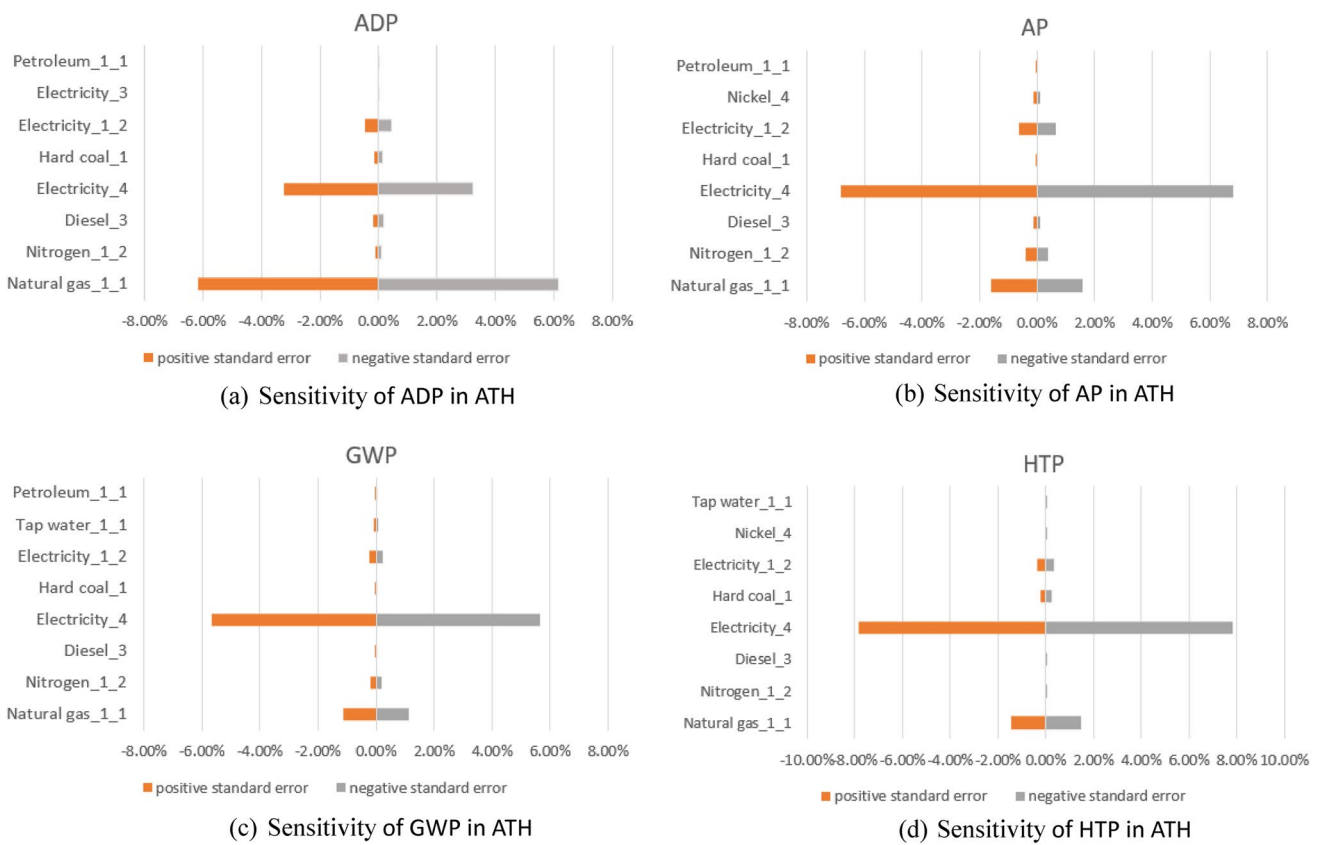 ADP
Petroleum_1_1
Electricity_3
Electricity_1_2
Hard coal_1
Electricity_4
Diesel_3
Nitrogen_1_2
Natural gas_1_1
-8.00% -6.00% -4.00% -2.00% 0.00% 2.00% 4.00% 6.00% 8.00%
positive standard error negative standard error
(a) Sensitivity of ADP in ATH
AP
Petroleum_1_1
Nickel_4
Electricity_1_2
Hard coal_1
Electricity_4
Diesel_3
Nitrogen_1_2
Natural gas_1_1
-8.00% -6.00% -4.00% -2.00% 0.00% 2.00% 4.00% 6.00% 8.00%
positive standard error negative standard error
(b) Sensitivity of AP in ATH
GWP
Petroleum_1_1
Tap water_1_1
Electricity_1_2
Hard coal_1
Electricity_4
Diesel_3
Nitrogen_1_2
Natural gas_1_1
-8.00% -6.00% -4.00% -2.00% 0.00% 2.00% 4.00% 6.00% 8.00%
positive standard error negative standard error
(c) Sensitivity of GWP in ATH
HTP
Tap water_1_1
Nickel_4
Electricity_1_2
Hard coal_1
Electricity_4
Diesel_3
Nitrogen_1_2
Natural gas_1_1
-10.00% -8.00% -6.00% -4.00% -2.00% 0.00% 2.00% 4.00% 6.00% 8.00% 10.00%
positive standard error negative standard error
(d) Sensitivity of HTP in ATH